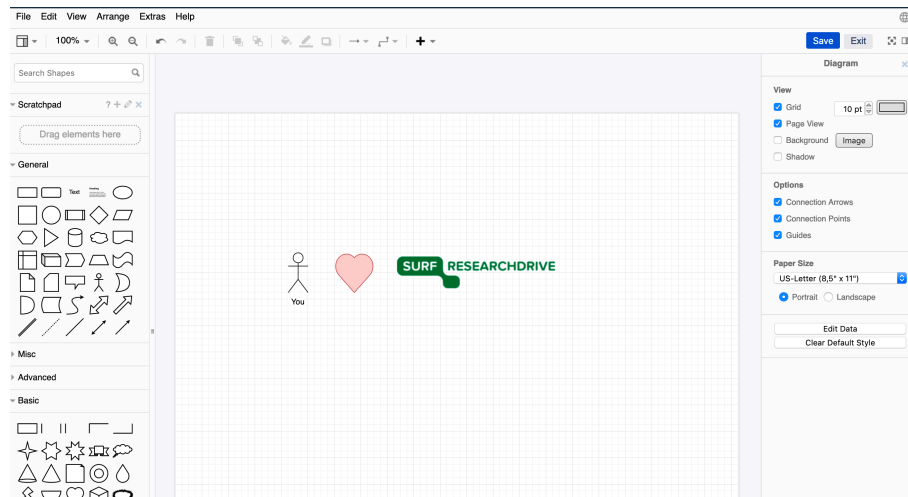 File Edit View Arrange Extras Help
100% Save Exit
Search Shapes Diagram
Scratchpad ? View
Drag elements here Grid 10 pt
Page View
Background Image
General Shadow
Text Options
Connection Arrows
Connection Points
Guides
SURF RESEARCHDRIVE Paper Size
US-Letter (8,5" x 11")
You Portrait Landscape
Edit Data
Clear Default Style
Misc
Advanced
Basic